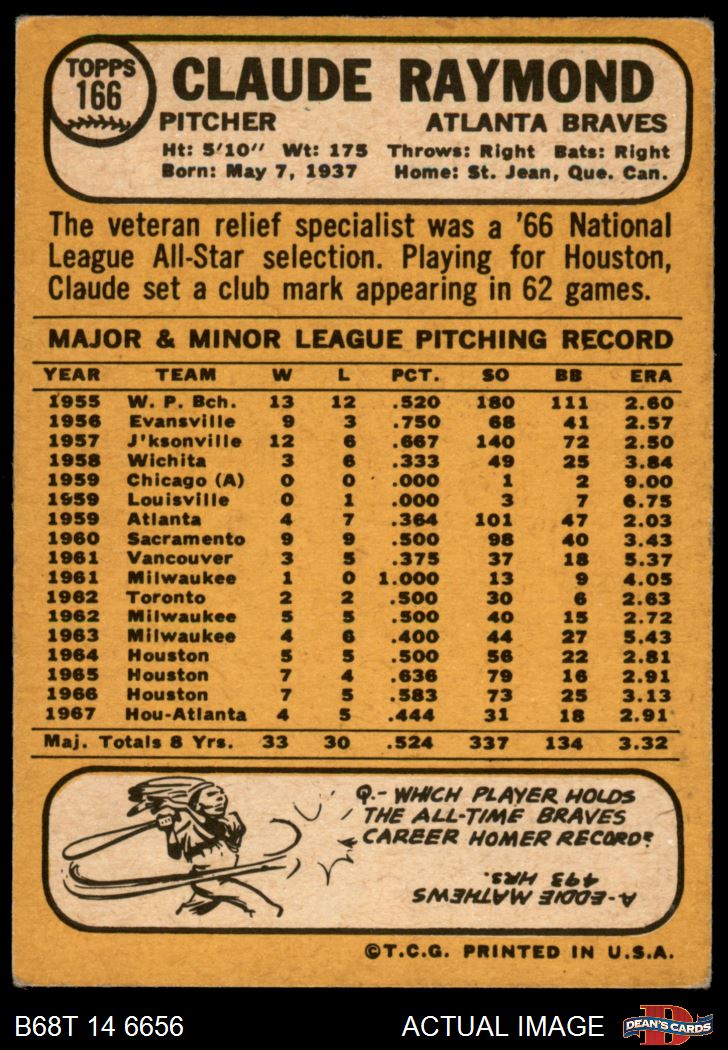 TOPPS
166
CLAUDE RAYMOND
PITCHER ATLANTA BRAVES
Ht: 5'10" Wt: 175 Throws: Right Bats: Right
Born: May 7, 1937 Home: St. Jean, Que. Can.
The veteran relief specialist was a '66 National
League All-Star selection. Playing for Houston,
Claude set a club mark appearing in 62 games.
MAJOR & MINOR LEAGUE PITCHING RECORD
YEAR TEAM W L PCT. SO BB ERA
1955 W. P. Bch. 13 12 .520 180 111 2.60
1956 Evansville 9 3 .750 68 41 2.57
1957 J'ksonville 12 6 .667 140 72 2.50
1958 Wichita 3 6 .333 49 25 3.84
1959 Chicago (A) 0 0 .000 1 2 9.00
1959 Louisville 0 1 .000 3 7 6.75
1959 Atlanta 4 7 .364 101 47 2.03
1960 Sacramento 9 9 .500 98 40 3.43
1961 Vancouver 3 5 .375 37 18 5.37
1961 Milwaukee 1 0 1.000 13 9 4.05
1962 Toronto 2 2 .500 30 6 2.63
1962 Milwaukee 5 5 .500 40 15 2.72
1963 Milwaukee 4 6 .400 44 27 5.43
1964 Houston 5 5 .500 56 22 2.81
1965 Houston 7 4 .636 79 16 2.91
1966 Houston 7 5 .583 73 25 3.13
1967 Hou-Atlanta 4 5 .444 31 18 2.91
Maj. Totals 8 Yrs. 33 30 .524 337 134 3.32
Q.- WHICH PLAYER HOLDS
THE ALL-TIME BRAVES
CAREER HOMER RECORD?
A-EDDIE MATHEWS
493 HRS.
©T.C.G. PRINTED IN U.S.A.
B68T 14 6656 ACTUAL IMAGE
D
DEAN'S CARDS